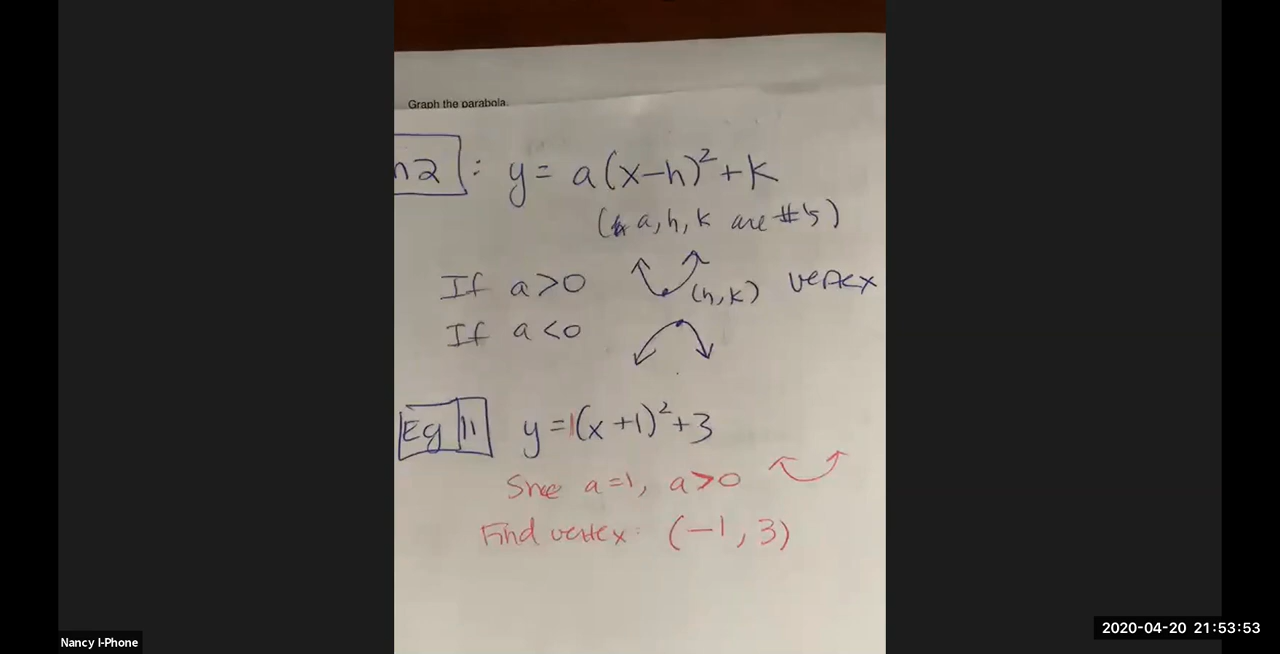 Graph the parabola.
n2 : y = a(x-h)²+k
(a, h, k are #'s)
If a>0 (h,k) vertex
If a<0
Eg 11 y=1(x+1)²+3
Since a=1, a>0
Find vertex: (-1, 3)
Nancy I-Phone
2020-04-20 21:53:53